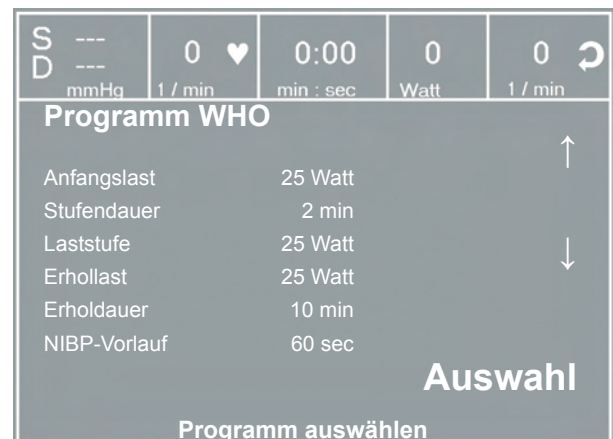 S --- 0 ♥ 0:00 0 0
D ---
mmHg 1 / min min : sec Watt 1 / min
Programm WHO
↑
Anfangslast 25 Watt
Stufendauer 2 min
Laststufe 25 Watt
↓
Erhollast 25 Watt
Erholdauer 10 min
NIBP-Vorlauf 60 sec
Auswahl
Programm auswählen